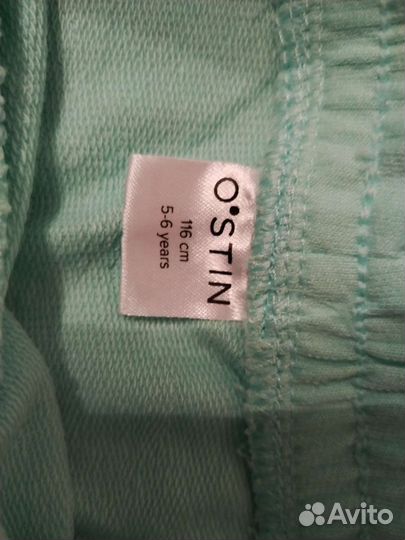 O'STIN
116 cm
5-6 years
Avito